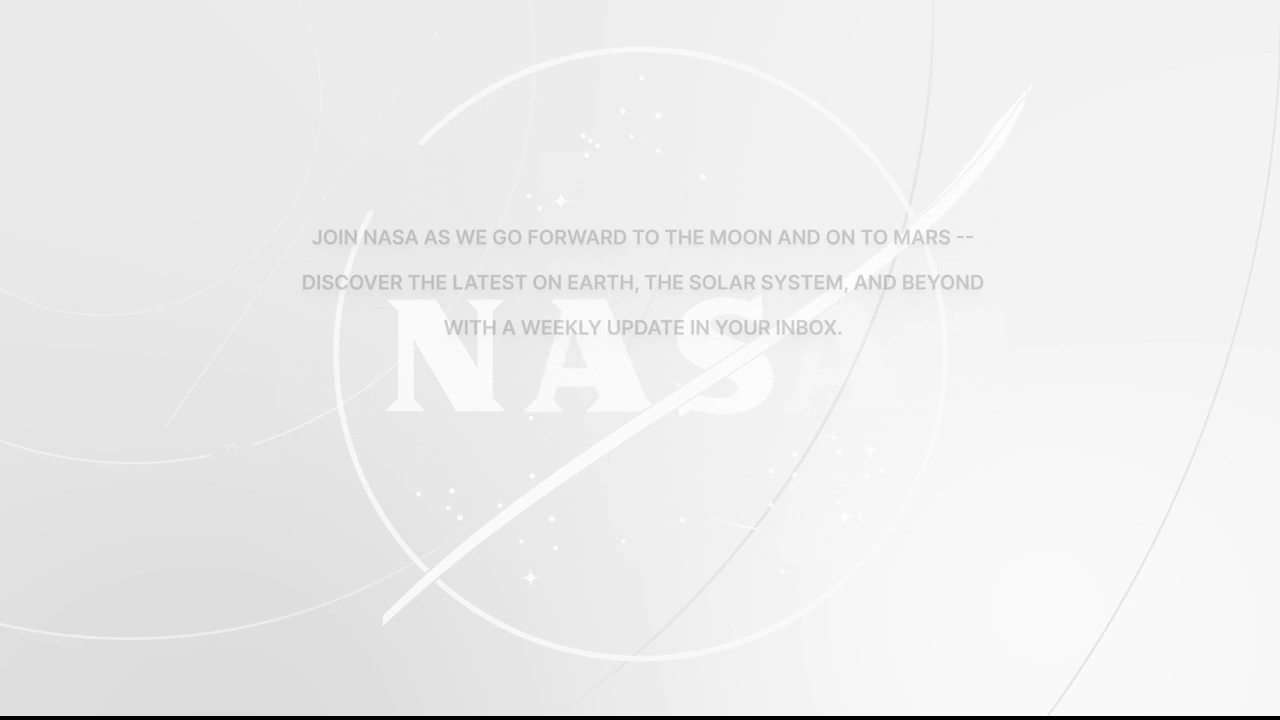 JOIN NASA AS WE GO FORWARD TO THE MOON AND ON TO MARS --
DISCOVER THE LATEST ON EARTH, THE SOLAR SYSTEM, AND BEYOND
WITH A WEEKLY UPDATE IN YOUR INBOX.
NASA